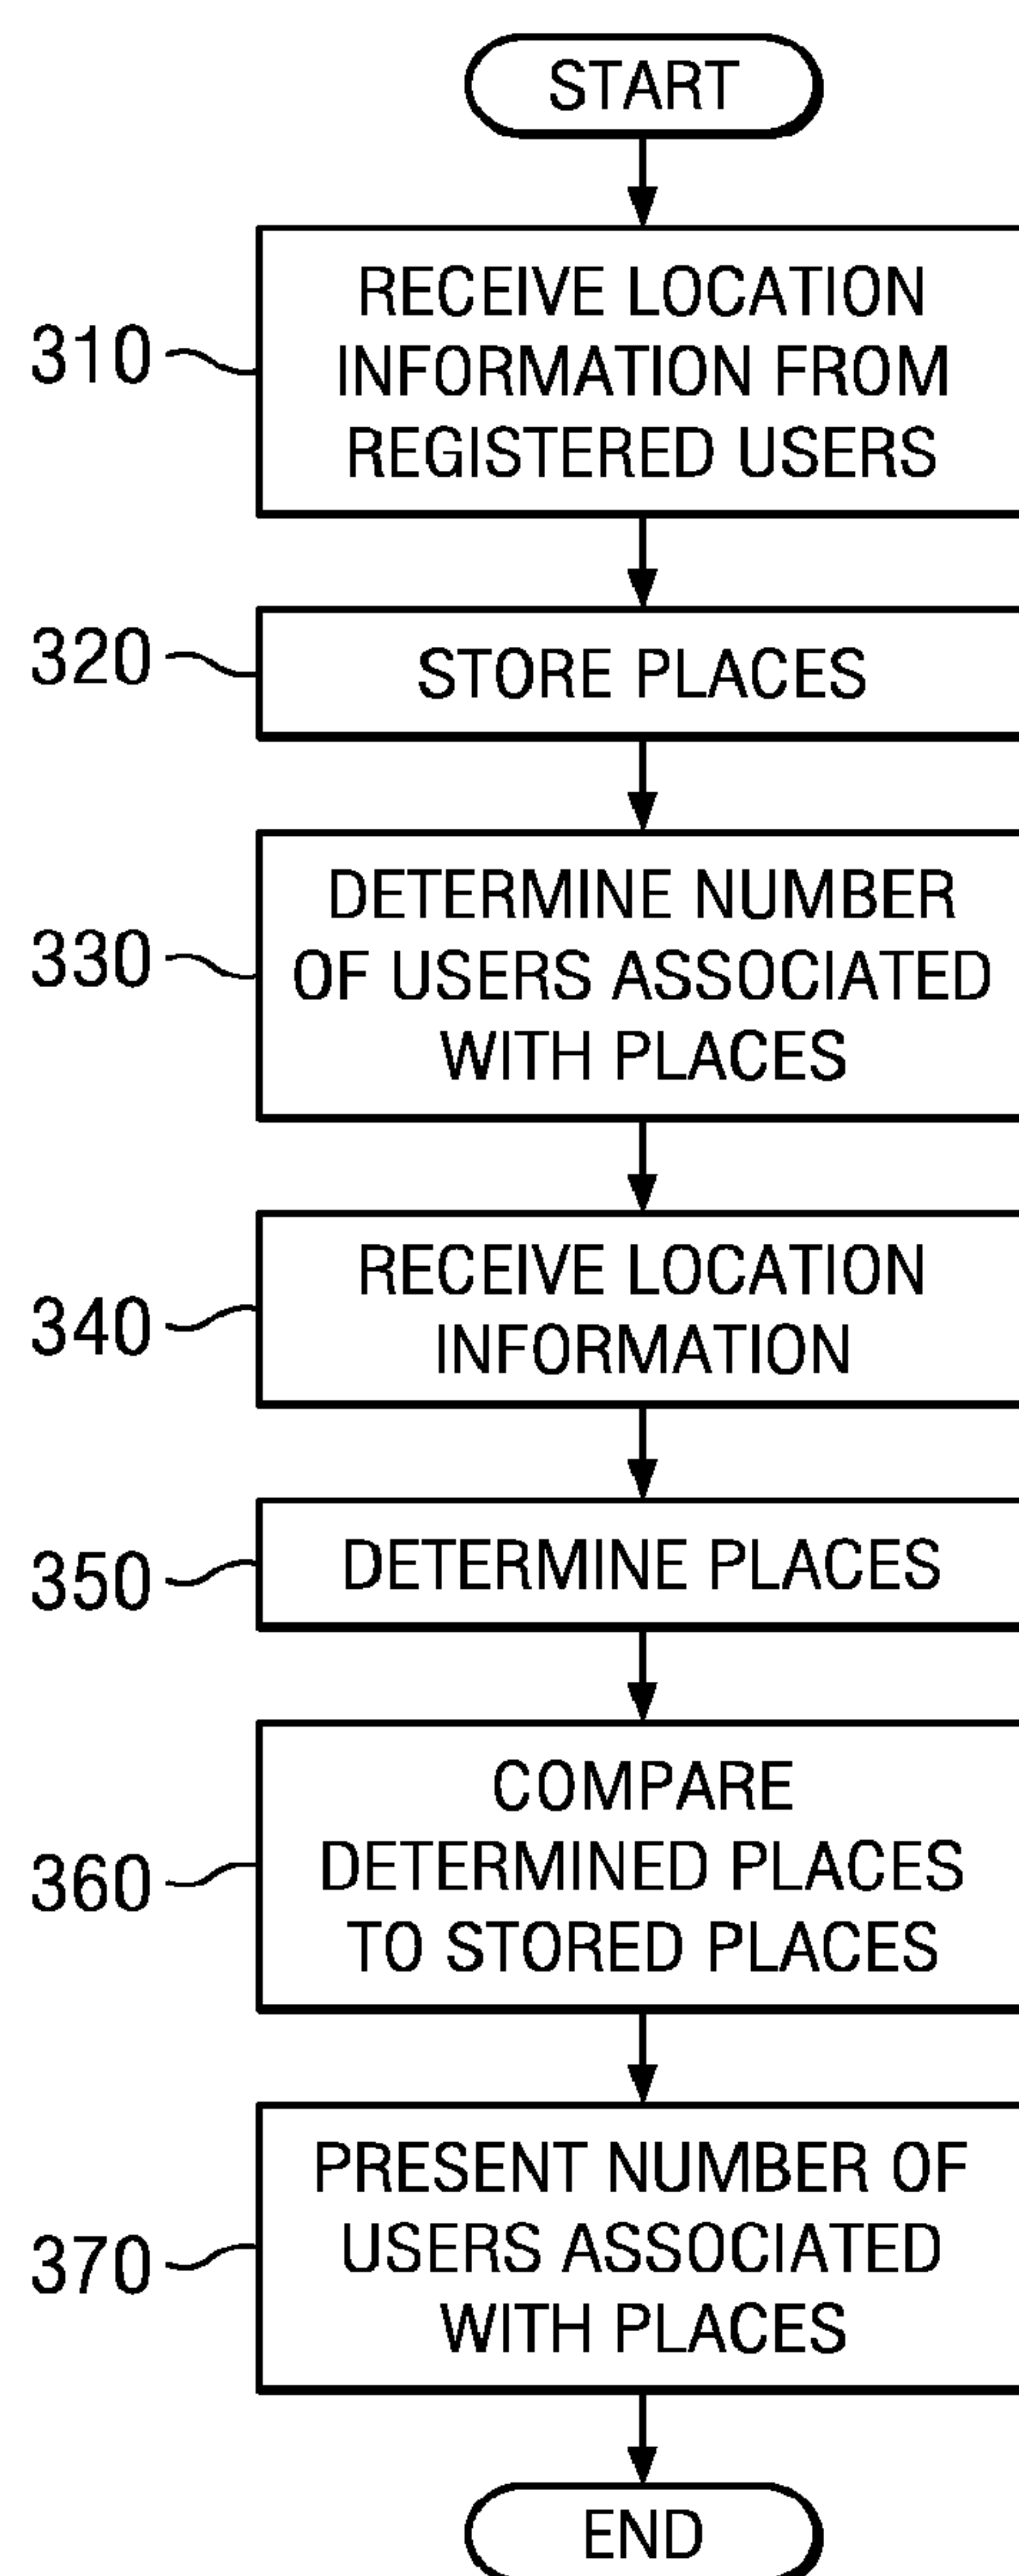 START
310
RECEIVE LOCATION
INFORMATION FROM
REGISTERED USERS
320
STORE PLACES
330
DETERMINE NUMBER
OF USERS ASSOCIATED
WITH PLACES
340
RECEIVE LOCATION
INFORMATION
350
DETERMINE PLACES
360
COMPARE
DETERMINED PLACES
TO STORED PLACES
370
PRESENT NUMBER OF
USERS ASSOCIATED
WITH PLACES
END